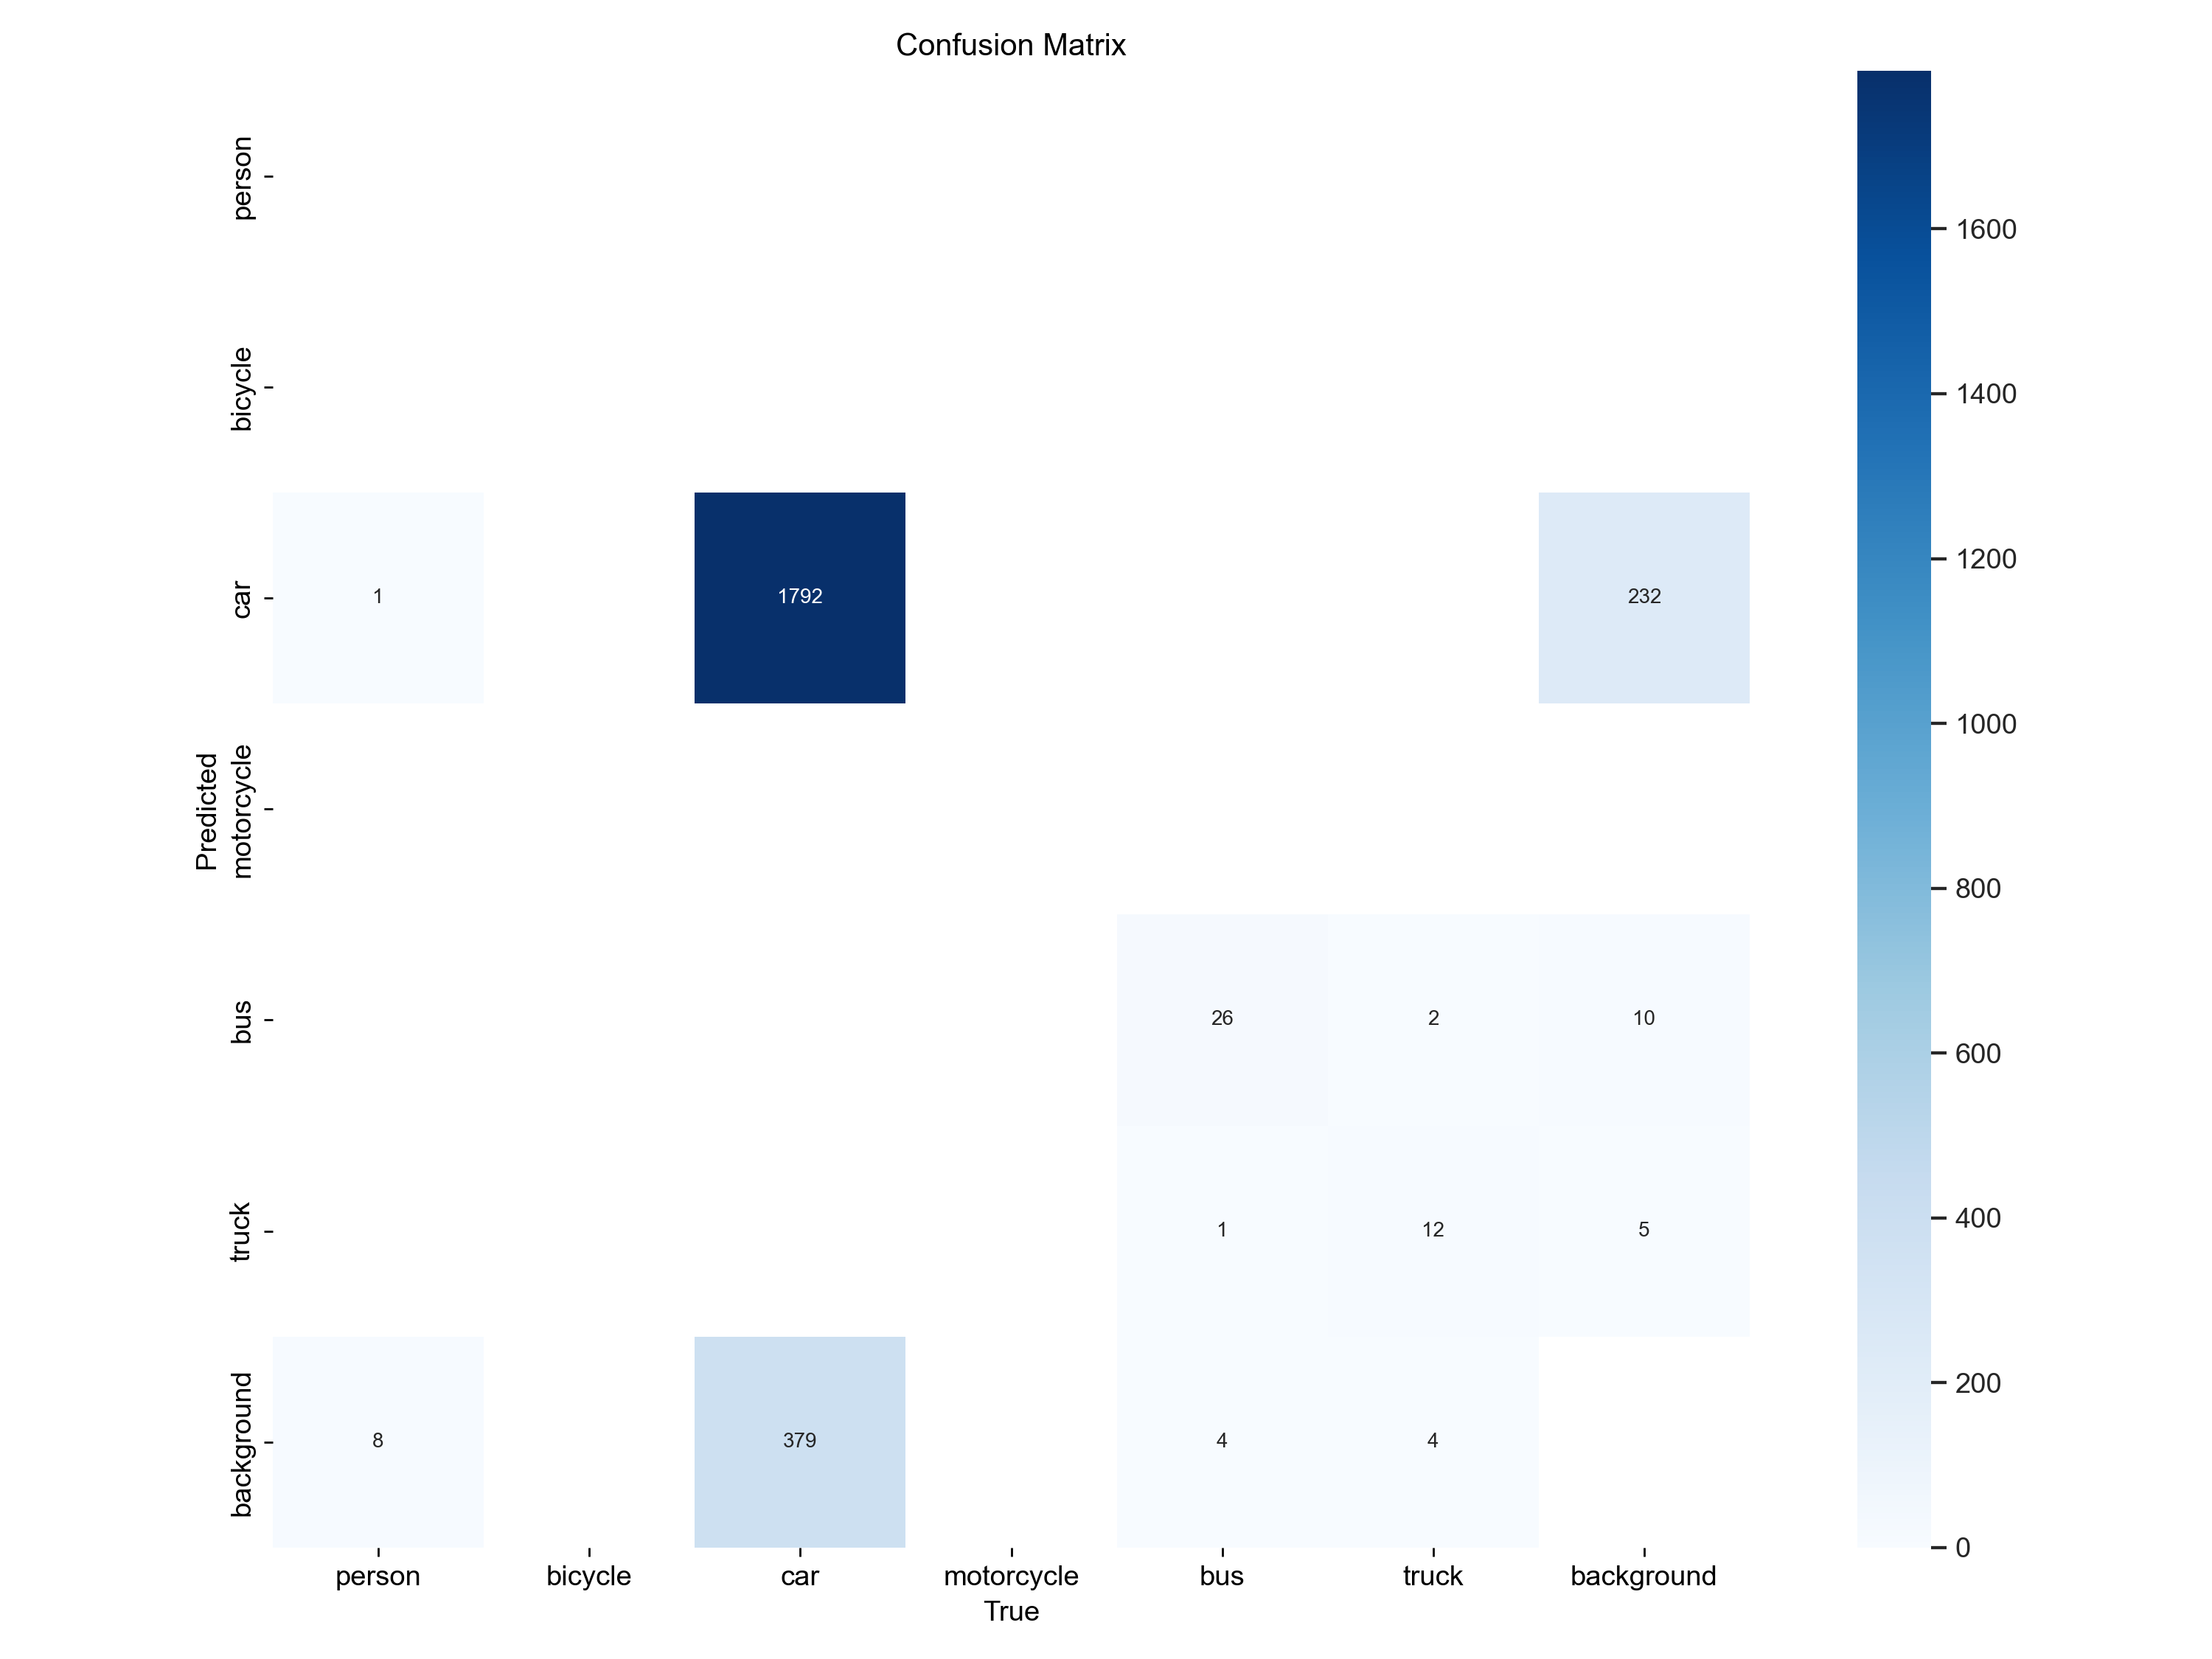 Confusion Matrix
person
bicycle
car
motorcycle
bus
truck
background
Predicted
1 1792 232
26 2 10
1 12 5
8 379 4 4
person bicycle car motorcycle bus truck background
True
1600
1400
1200
1000
800
600
400
200
0